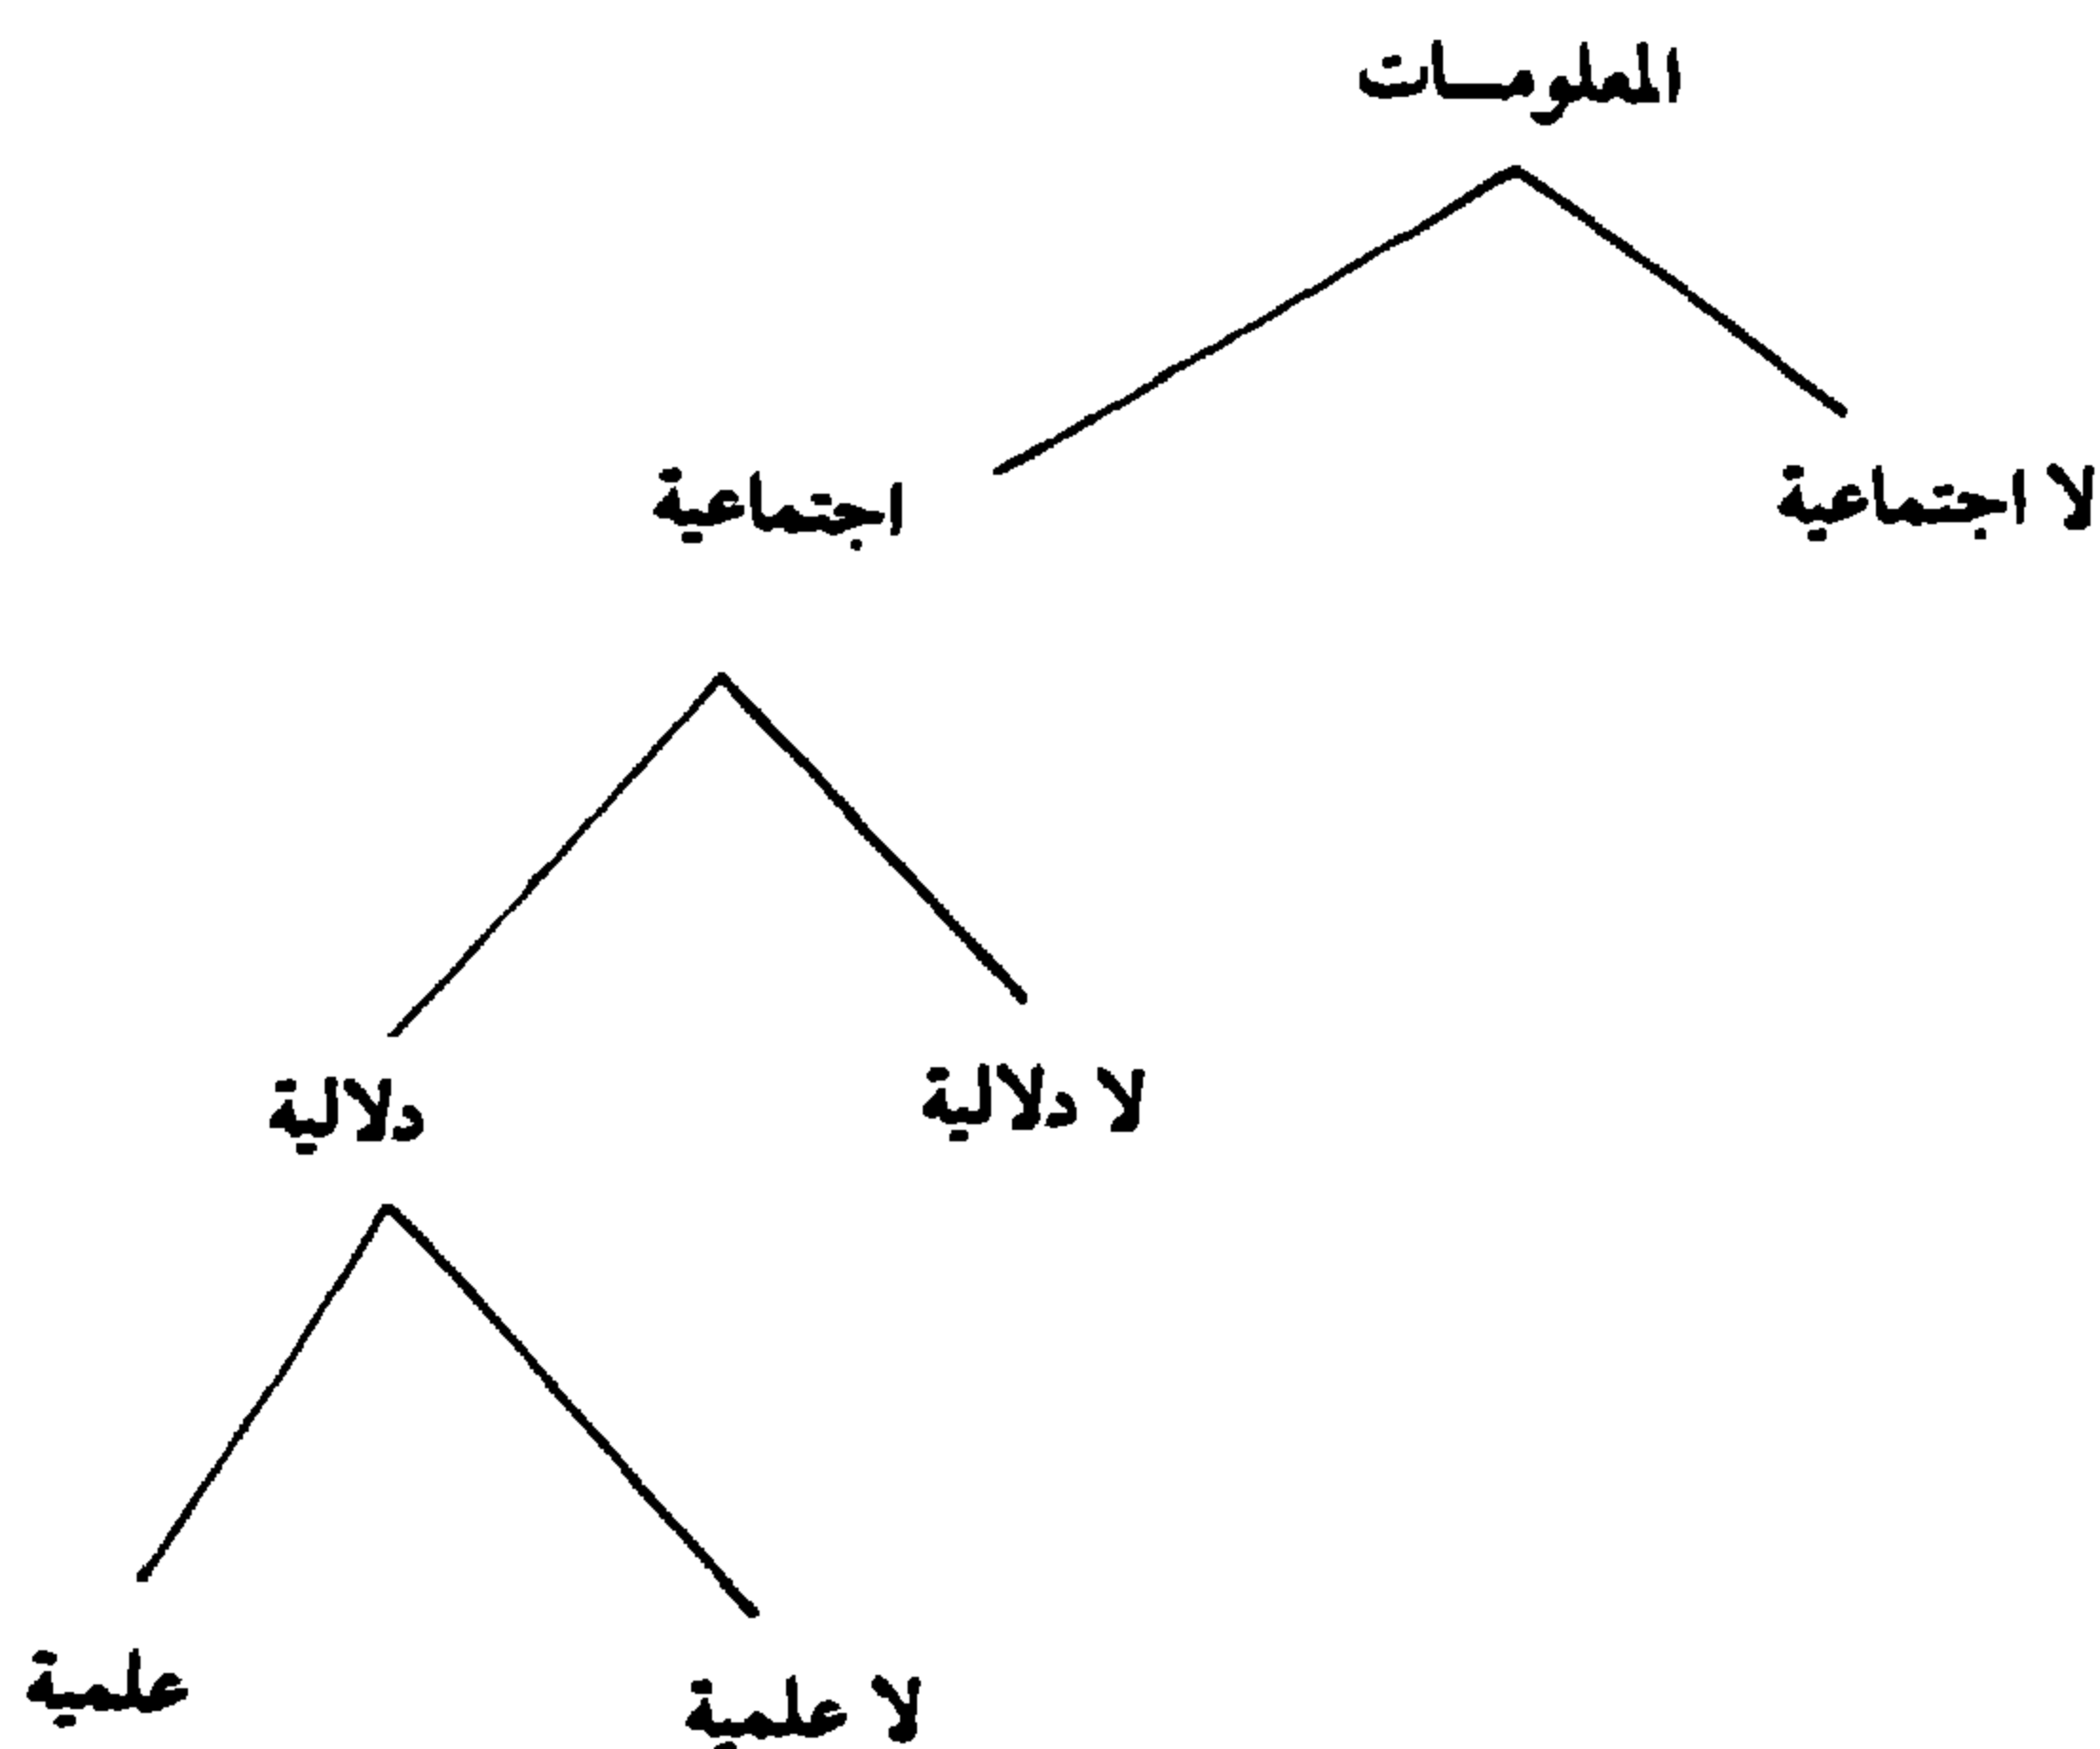 المعلومات
لا اجتماعية
اجتماعية
لا دلالية
دلالية
لا علمية
علمية